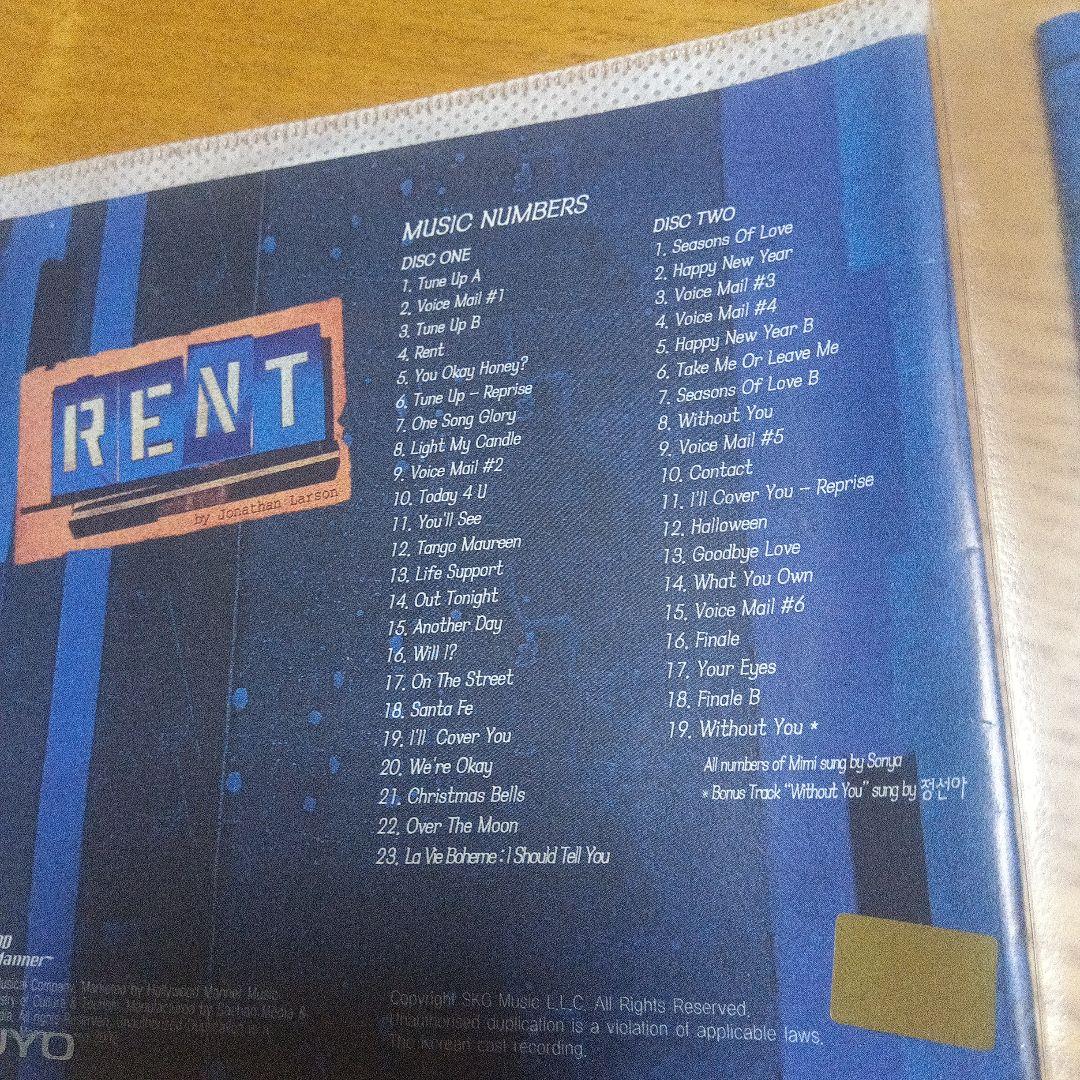 RENT
by Jonathan Larson
MUSIC NUMBERS
DISC ONE
1. Tune Up A
2. Voice Mail #1
3. Tune Up B
4. Rent
5. You Okay Honey?
6. Tune Up – Reprise
7. One Song Glory
8. Light My Candle
9. Voice Mail #2
10. Today 4 U
11. You'll See
12. Tango Maureen
13. Life Support
14. Out Tonight
15. Another Day
16. Will I?
17. On The Street
18. Santa Fe
19. I'll Cover You
20. We're Okay
21. Christmas Bells
22. Over The Moon
23. La Vie Boheme : I Should Tell You
DISC TWO
1. Seasons Of Love
2. Happy New Year
3. Voice Mail #3
4. Voice Mail #4
5. Happy New Year B
6. Take Me Or Leave Me
7. Seasons Of Love B
8. Without You
9. Voice Mail #5
10. Contact
11. I'll Cover You – Reprise
12. Halloween
13. Goodbye Love
14. What You Own
15. Voice Mail #6
16. Finale
17. Your Eyes
18. Finale B
19. Without You *
All numbers of Mimi sung by Sonya
* Bonus Track "Without You" sung by 정선아
Manner™
Musical Company. Marketed by Hollywood Manner Music
Copyright SKG Music L.L.C. All Rights Reserved.
Unauthorised duplication is a violation of applicable laws.
The Korean cast recording.